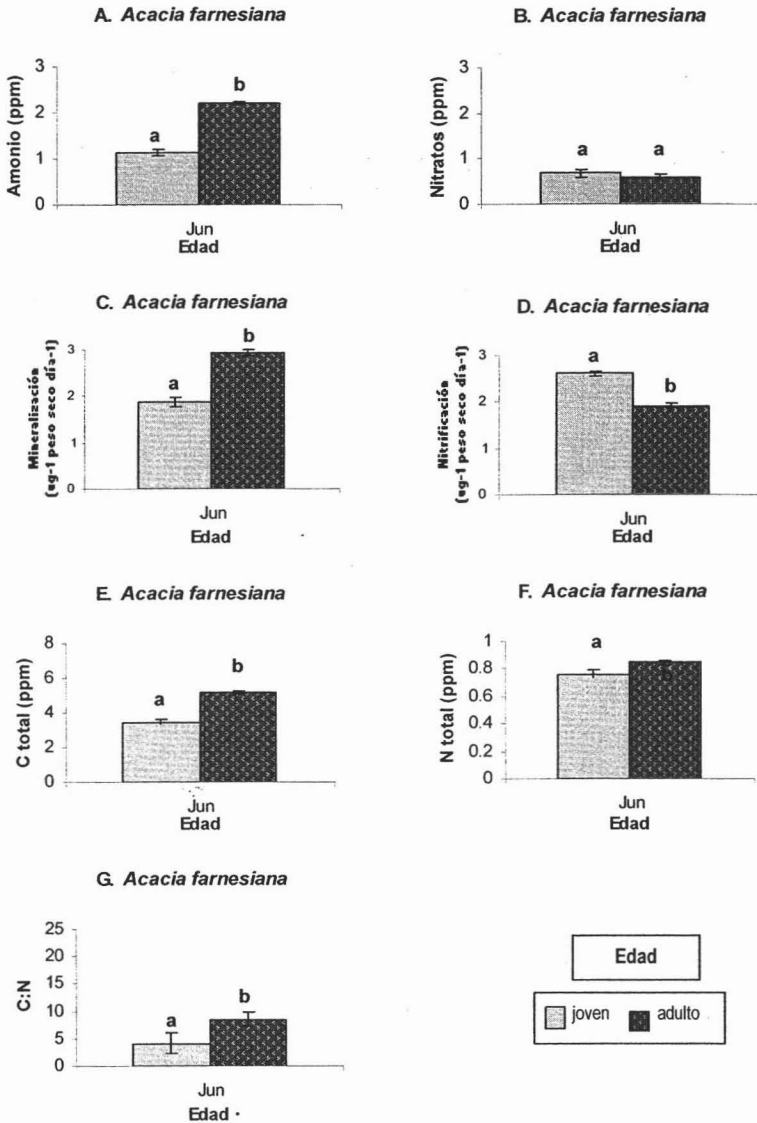 A. Acacia farnesiana
Amonio (ppm)
3
2
1
0
a
b
Jun
Edad
B. Acacia farnesiana
Nitratos (ppm)
3
2
1
0
a
a
Jun
Edad
C. Acacia farnesiana
Mineralización
(ug-1 peso seco día-1)
3
2
1
0
a
b
Jun
Edad
D. Acacia farnesiana
Nitrificación
(ug-1 peso seco día-1)
3
2
1
0
a
b
Jun
Edad
E. Acacia farnesiana
C total (ppm)
8
6
4
2
0
a
b
Jun
Edad
F. Acacia farnesiana
N total (ppm)
1
0.8
0.6
0.4
0.2
0
a
b
Jun
Edad
G. Acacia farnesiana
C:N
25
20
15
10
5
0
a
b
Jun
Edad
Edad
joven adulto